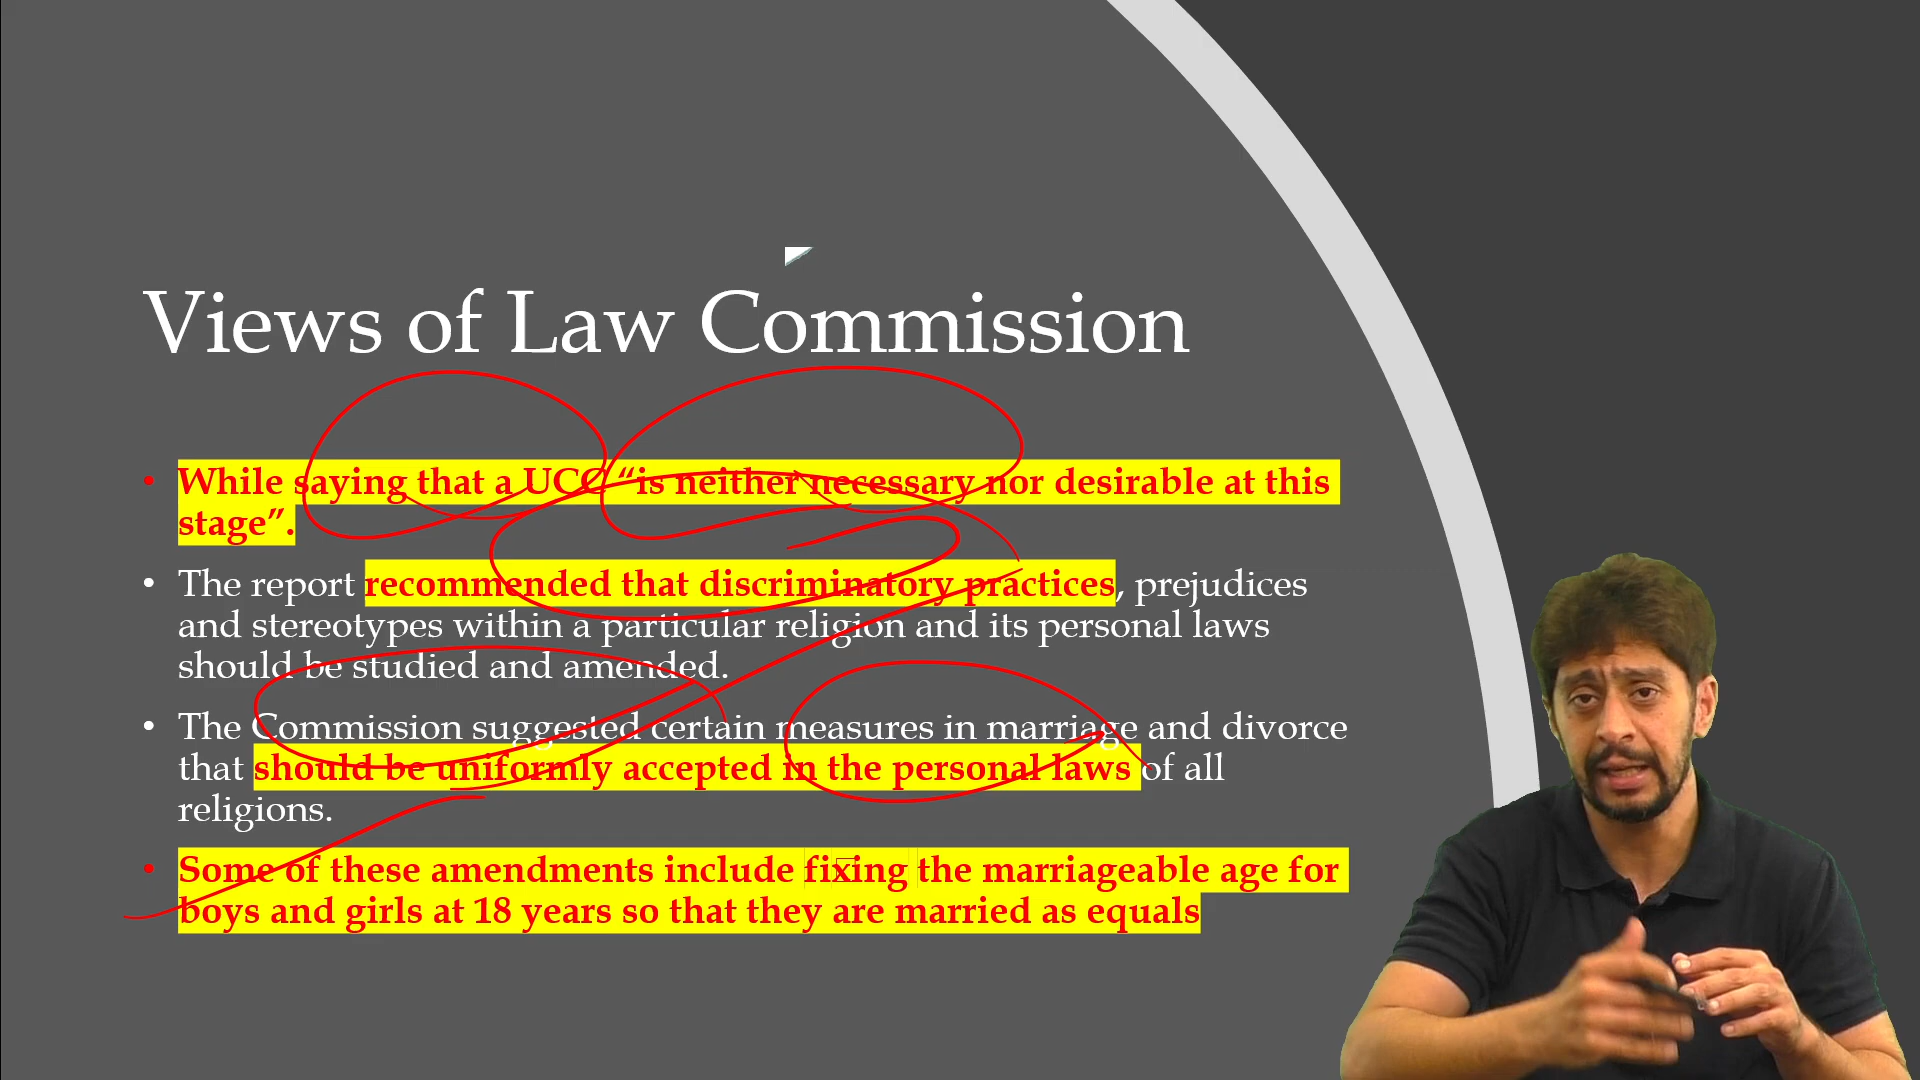 Views of Law Commission
• While saying that a UCC “is neither necessary nor desirable at this
stage”.
• The report recommended that discriminatory practices, prejudices
and stereotypes within a particular religion and its personal laws
should be studied and amended.
• The Commission suggested certain measures in marriage and divorce
that should be uniformly accepted in the personal laws of all
religions.
• Some of these amendments include fixing the marriageable age for
boys and girls at 18 years so that they are married as equals